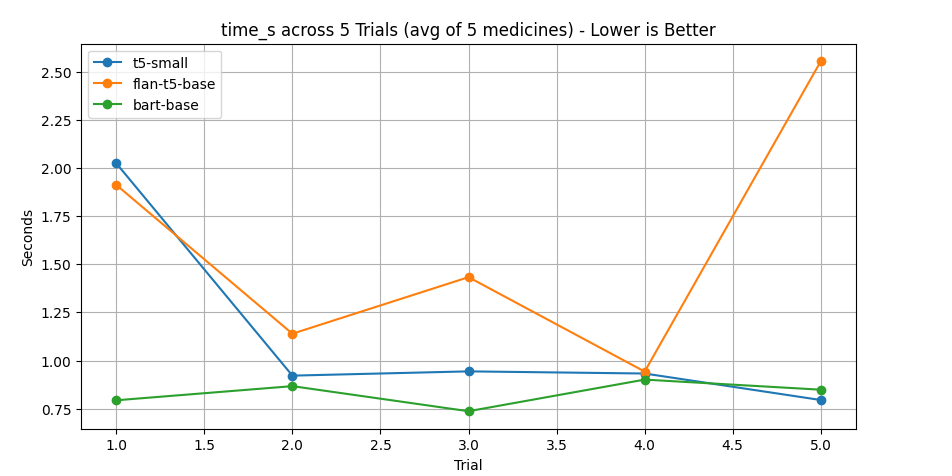 time_s across 5 Trials (avg of 5 medicines) - Lower is Better
t5-small
flan-t5-base
bart-base
Seconds
2.50
2.25
2.00
1.75
1.50
1.25
1.00
0.75
1.0 1.5 2.0 2.5 3.0 3.5 4.0 4.5 5.0
Trial